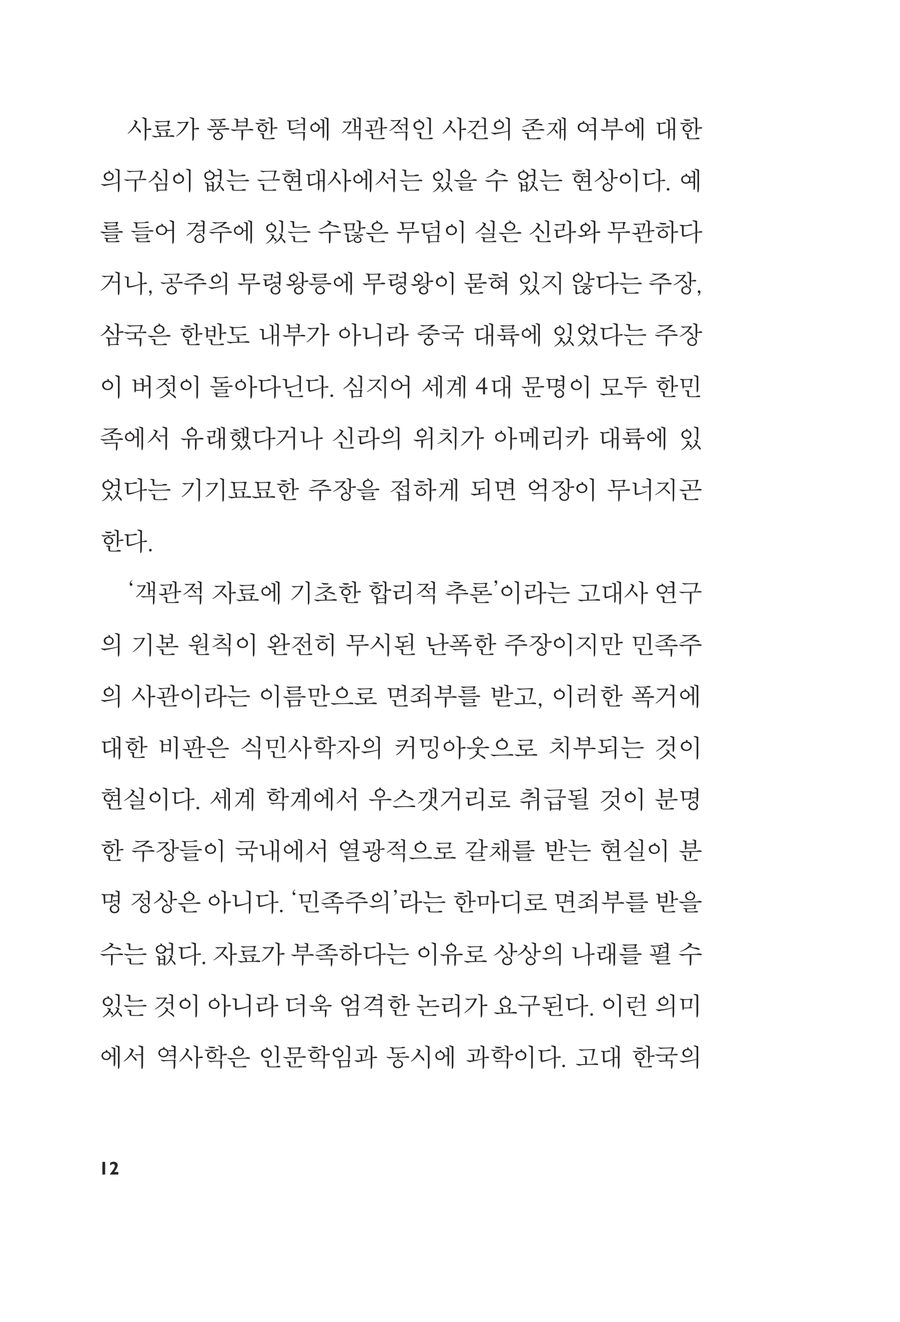 사료가 풍부한 덕에 객관적인 사건의 존재 여부에 대한
의구심이 없는 근현대사에서는 있을 수 없는 현상이다. 예
를 들어 경주에 있는 수많은 무덤이 실은 신라와 무관하다
거나, 공주의 무령왕릉에 무령왕이 묻혀 있지 않다는 주장,
삼국은 한반도 내부가 아니라 중국 대륙에 있었다는 주장
이 버젓이 돌아다닌다. 심지어 세계 4대 문명이 모두 한민
족에서 유래했다거나 신라의 위치가 아메리카 대륙에 있
었다는 기기묘묘한 주장을 접하게 되면 억장이 무너지곤
한다.
‘객관적 자료에 기초한 합리적 추론’이라는 고대사 연구
의 기본 원칙이 완전히 무시된 난폭한 주장이지만 민족주
의 사관이라는 이름만으로 면죄부를 받고, 이러한 폭거에
대한 비판은 식민사학자의 커밍아웃으로 치부되는 것이
현실이다. 세계 학계에서 우스갯거리로 취급될 것이 분명
한 주장들이 국내에서 열광적으로 갈채를 받는 현실이 분
명 정상은 아니다. ‘민족주의’라는 한마디로 면죄부를 받을
수는 없다. 자료가 부족하다는 이유로 상상의 나래를 펼 수
있는 것이 아니라 더욱 엄격한 논리가 요구된다. 이런 의미
에서 역사학은 인문학임과 동시에 과학이다. 고대 한국의
12